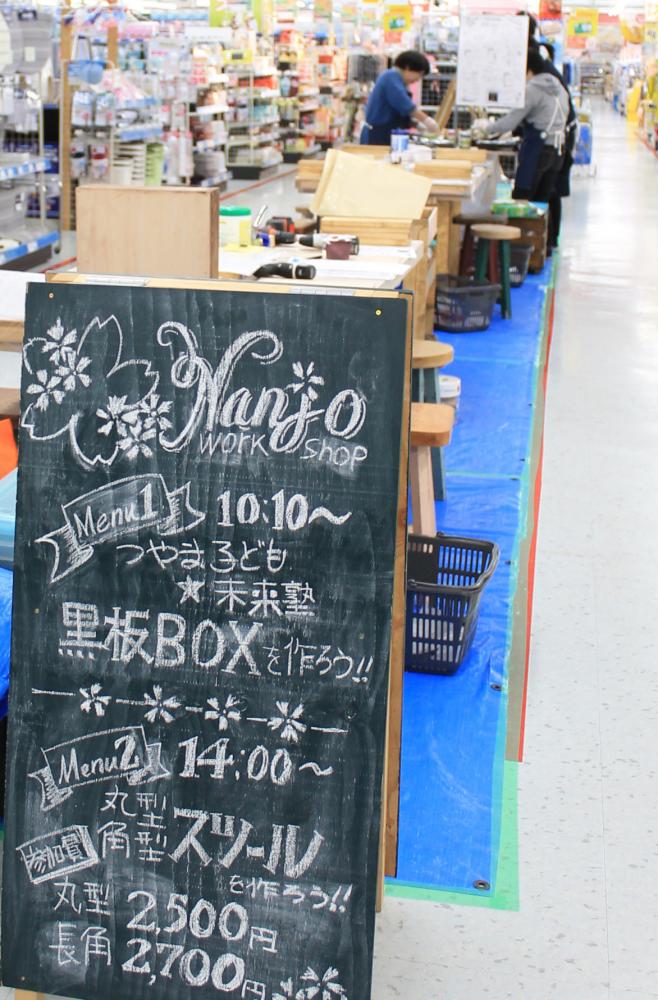 Nanjo
work shop
Menu1 10:10～
つやま子ども
★未来塾
黒板BOXを作ろう!!
Menu2 14:00～
丸型
角型 スツール
を作ろう!!
参加費
丸型 2,500円
長角 2,700円